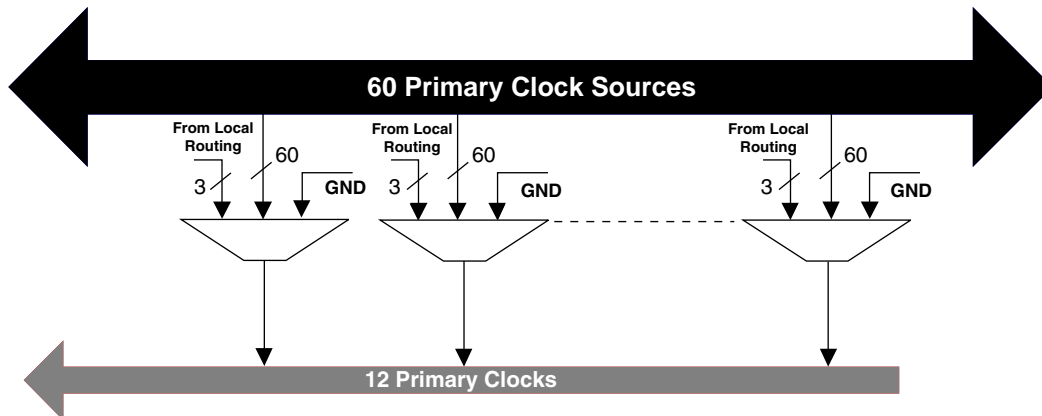 60 Primary Clock Sources
From Local
Routing
3
60
GND
From Local
Routing
3
60
GND
From Local
Routing
3
60
GND
12 Primary Clocks